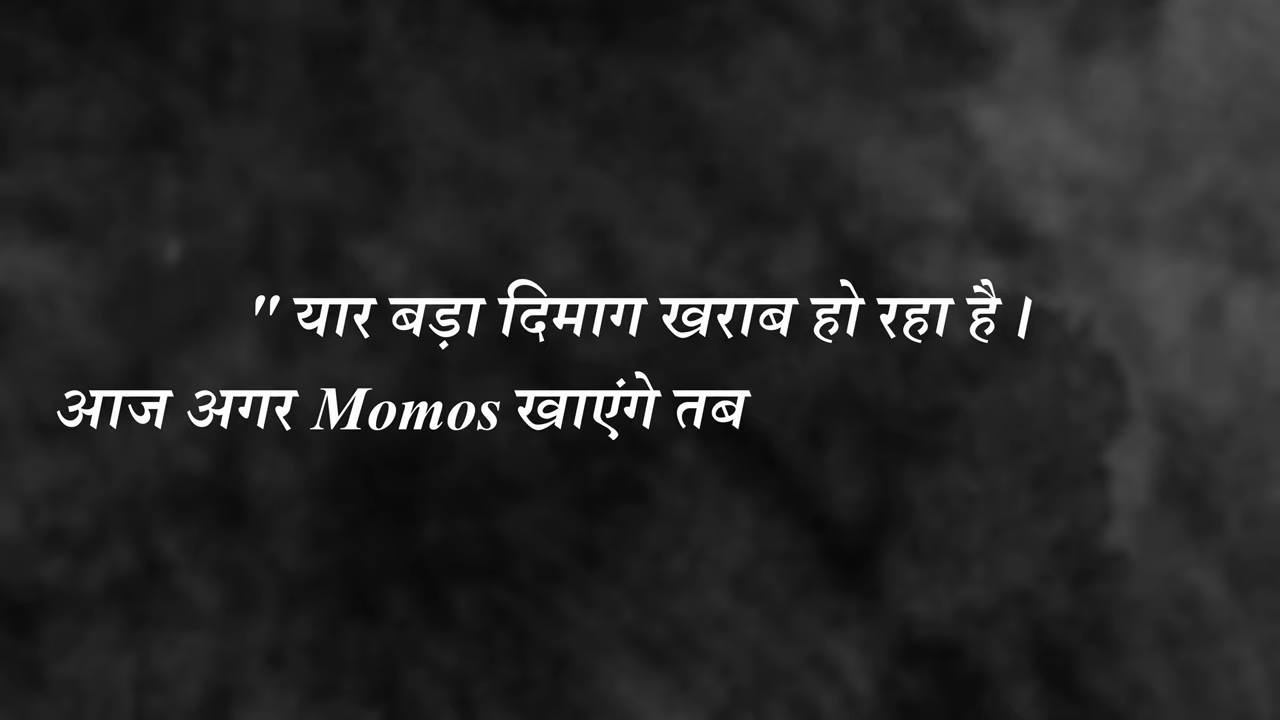 " यार बड़ा दिमाग खराब हो रहा है ।
आज अगर Momos खाएंगे तब